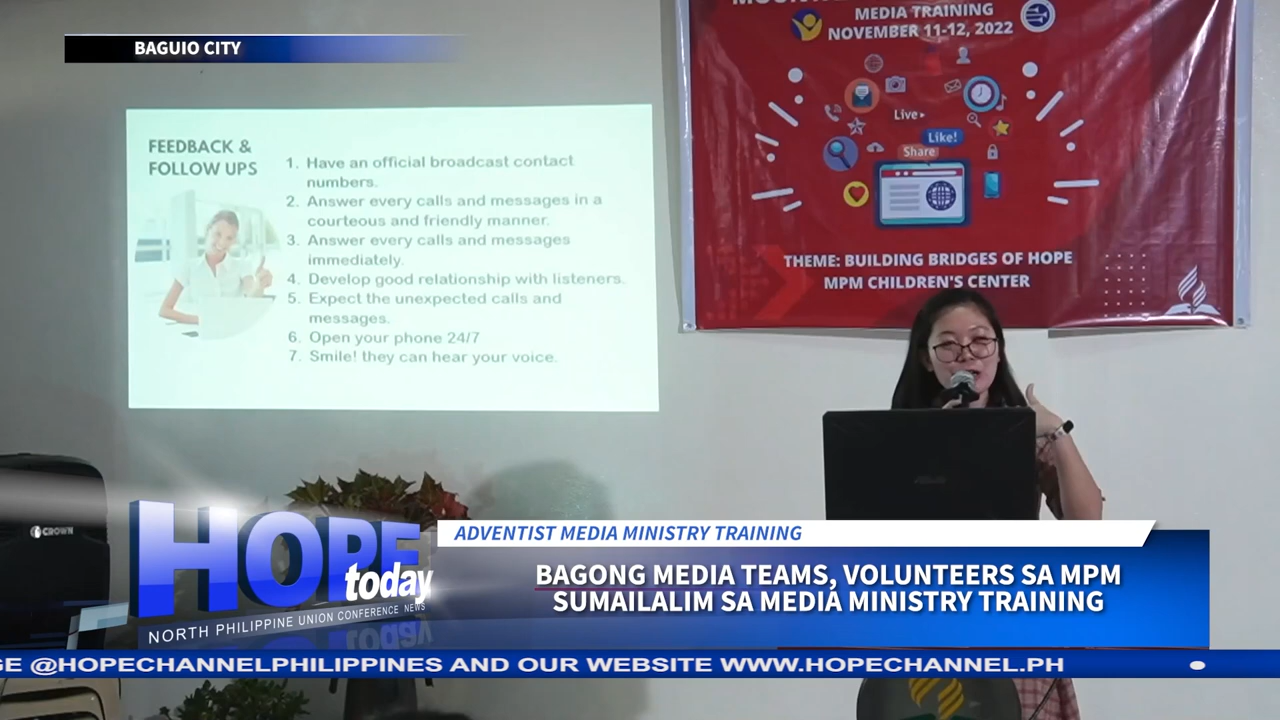 BAGUIO CITY
MEDIA TRAINING
NOVEMBER 11-12, 2022
Live
Like!
Share
THEME: BUILDING BRIDGES OF HOPE
MPM CHILDREN'S CENTER
FEEDBACK &
FOLLOW UPS
1. Have an official broadcast contact
numbers.
2. Answer every calls and messages in a
courteous and friendly manner.
3. Answer every calls and messages
immediately.
4. Develop good relationship with listeners.
5. Expect the unexpected calls and
messages.
6. Open your phone 24/7
7. Smile! they can hear your voice.
CROWN
HOPE
today
NORTH PHILIPPINE UNION CONFERENCE NEWS
ADVENTIST MEDIA MINISTRY TRAINING
BAGONG MEDIA TEAMS, VOLUNTEERS SA MPM
SUMAILALIM SA MEDIA MINISTRY TRAINING
@HOPECHANNELPHILIPPINES AND OUR WEBSITE WWW.HOPECHANNEL.PH